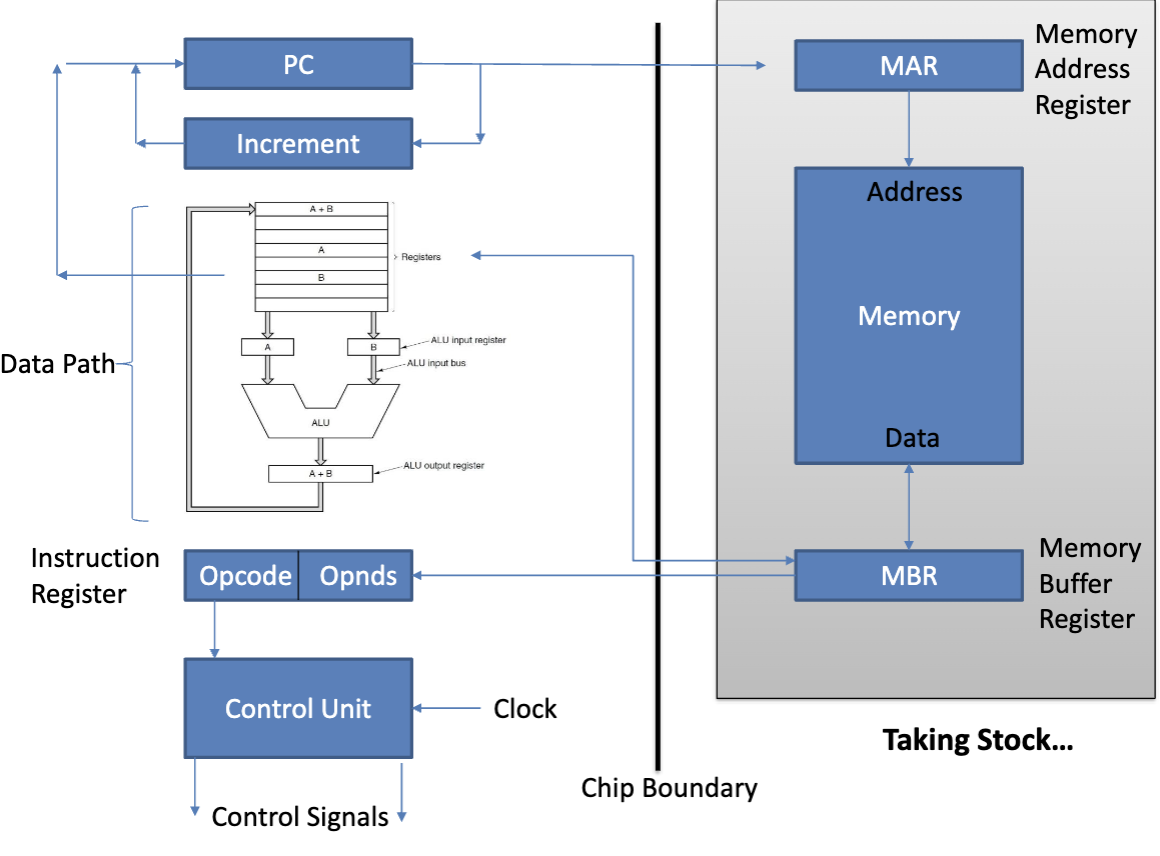 PC
MAR
Memory
Address
Register
Increment
Address
A + B
A
Registers
B
Memory
A
B
ALU input register
ALU input bus
Data Path
ALU
Data
A + B
ALU output register
Instruction
Register
Opcode
Opnds
MBR
Memory
Buffer
Register
Control Unit
Clock
Taking Stock...
Chip Boundary
Control Signals